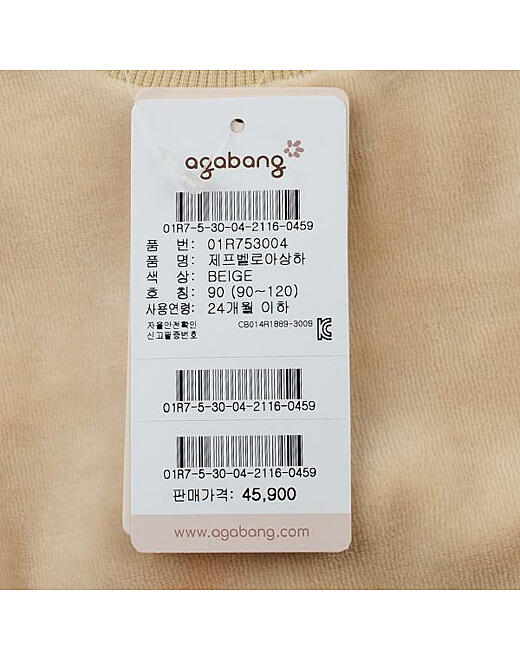 agabang
01R7-5-30-04-2116-0459
품 번: 01R753004
품 명: 제프벨로아상하
색 상: BEIGE
호 칭: 90 (90~120)
사용연령: 24개월 이하
자율안전확인
신고필증번호 CB014R1889-3009
01R7-5-30-04-2116-0459
01R7-5-30-04-2116-0459
판매가격: 45,900
www.agabang.com